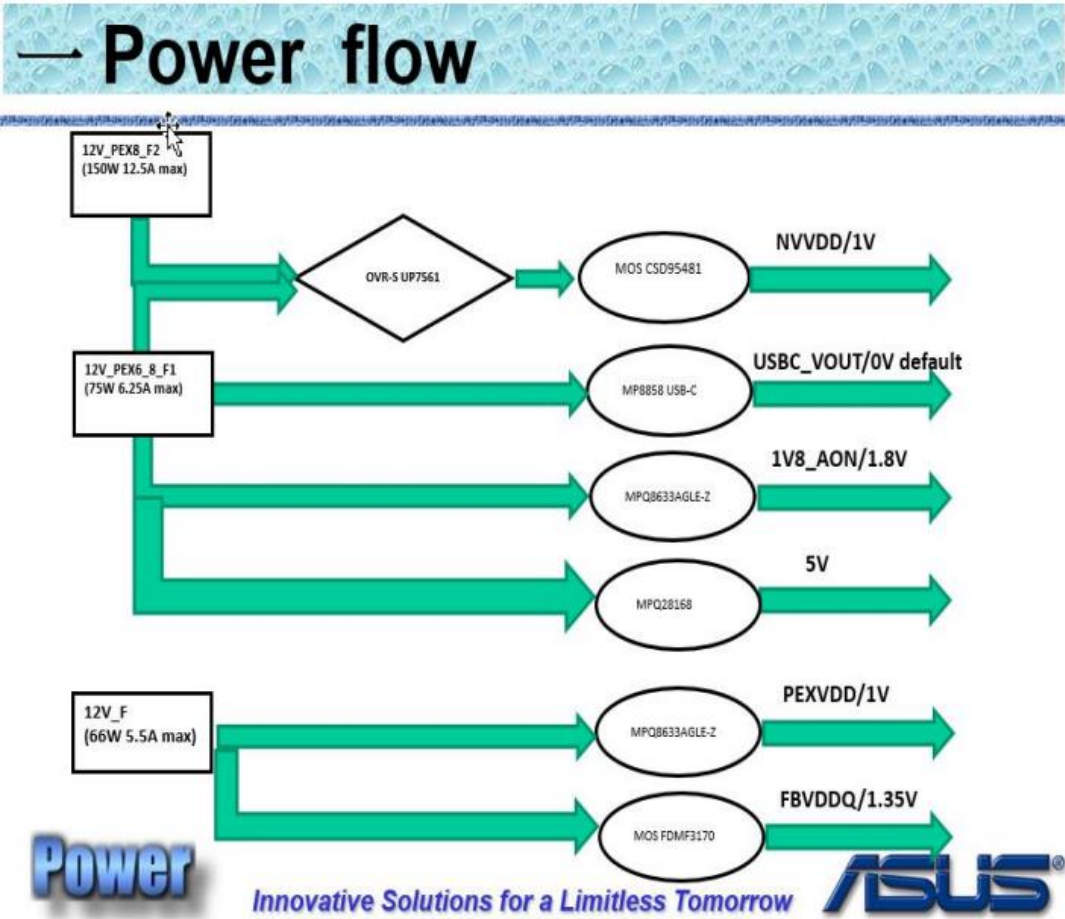 一 Power flow
12V_PEX8_F2
(150W 12.5A max)
NVVDD/1V
OVR-S UP7561
MOS CSD95481
12V_PEX6_8_F1
(75W 6.25A max)
USBC_VOUT/0V default
MP8858 USB-C
1V8_AON/1.8V
MPQ8633AGLE-Z
5V
MPQ28168
12V_F
(66W 5.5A max)
PEXVDD/1V
MPQ8633AGLE-Z
FBVDDQ/1.35V
MOS FDMF3170
Power
Innovative Solutions for a Limitless Tomorrow
ASUS®